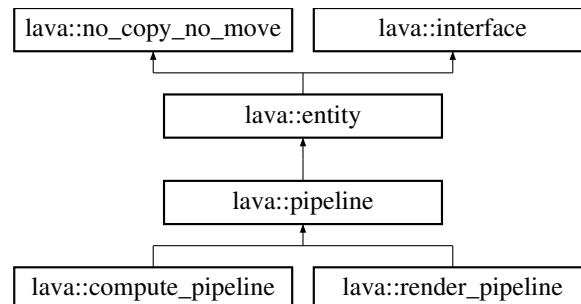 lava::no_copy_no_move
lava::interface
lava::entity
lava::pipeline
lava::compute_pipeline
lava::render_pipeline